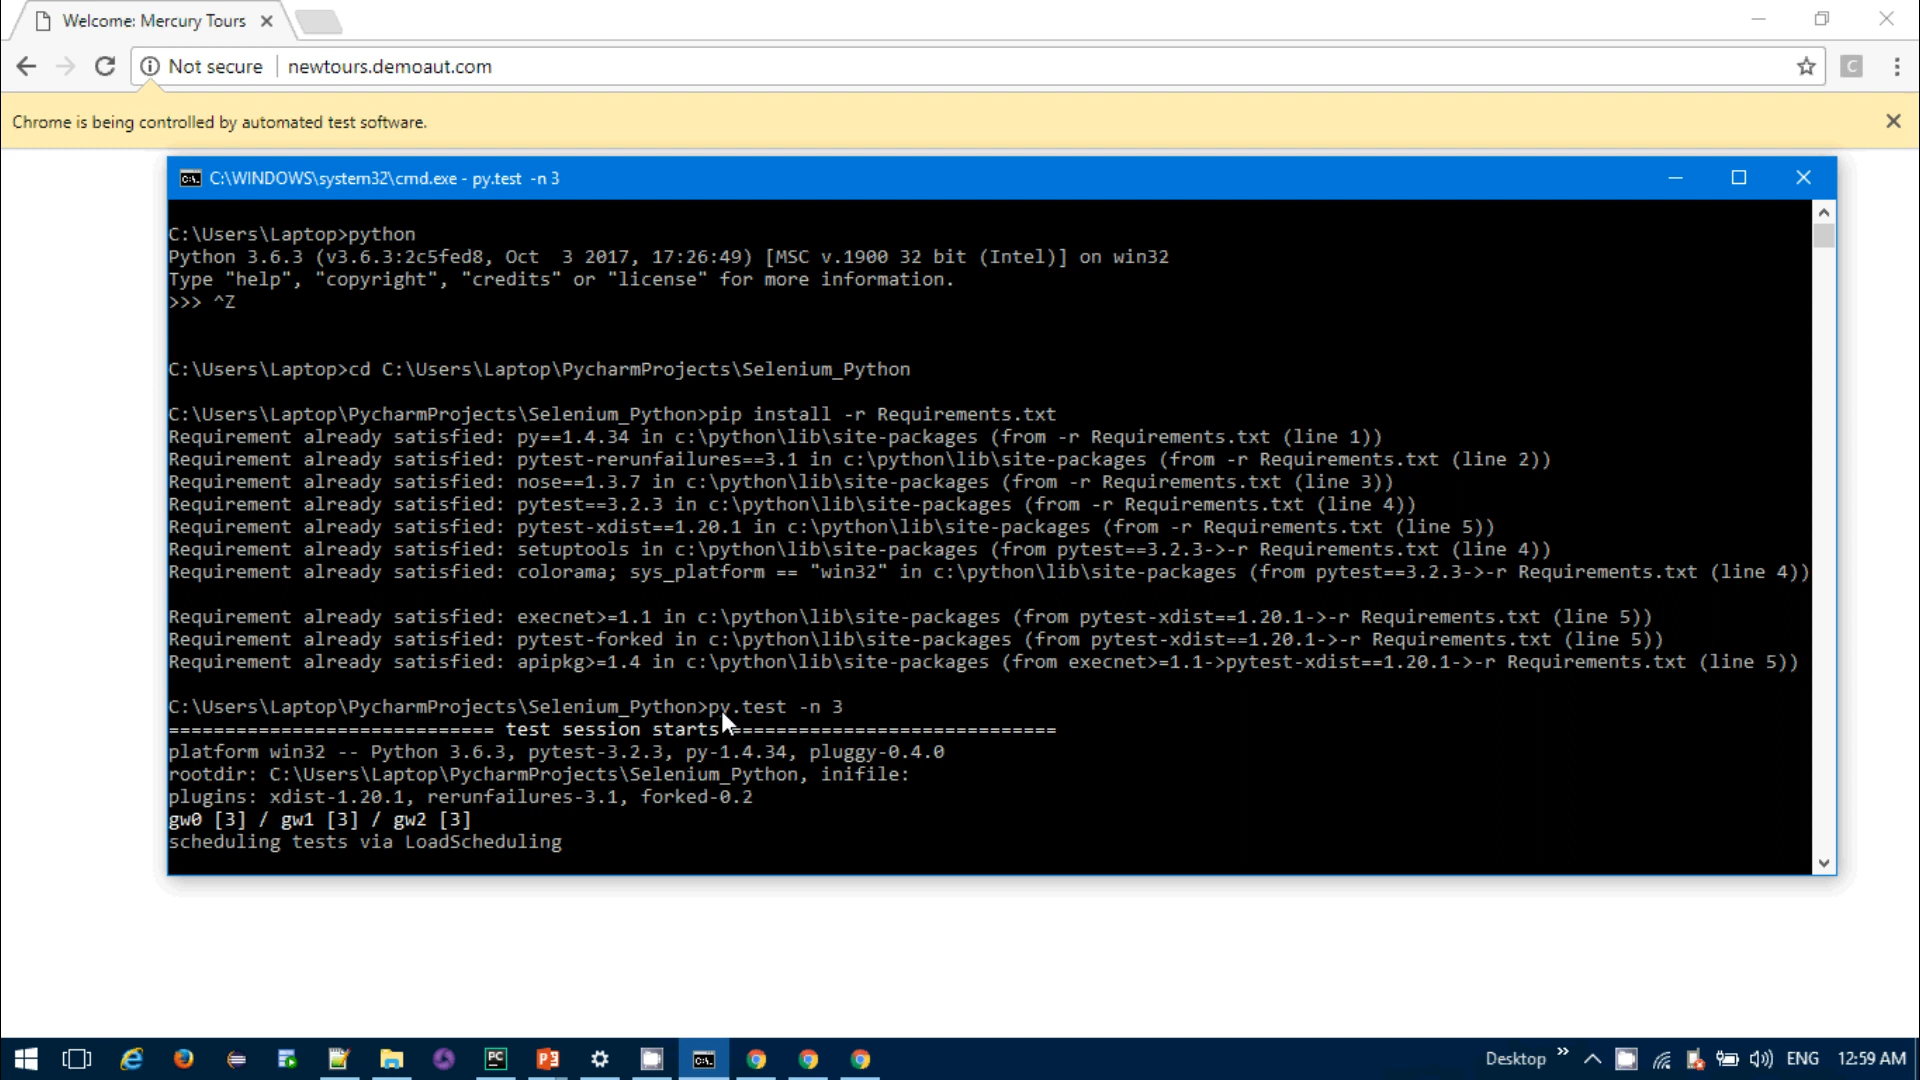 Welcome: Mercury Tours
Not secure newtours.demoaut.com
C
Chrome is being controlled by automated test software.
C:\WINDOWS\system32\cmd.exe - py.test -n 3
C:\Users\Laptop>python
Python 3.6.3 (v3.6.3:2c5fed8, Oct  3 2017, 17:26:49) [MSC v.1900 32 bit (Intel)] on win32
Type "help", "copyright", "credits" or "license" for more information.
>>> ^Z
C:\Users\Laptop>cd C:\Users\Laptop\PycharmProjects\Selenium_Python
C:\Users\Laptop\PycharmProjects\Selenium_Python>pip install -r Requirements.txt
Requirement already satisfied: py==1.4.34 in c:\python\lib\site-packages (from -r Requirements.txt (line 1))
Requirement already satisfied: pytest-rerunfailures==3.1 in c:\python\lib\site-packages (from -r Requirements.txt (line 2))
Requirement already satisfied: nose==1.3.7 in c:\python\lib\site-packages (from -r Requirements.txt (line 3))
Requirement already satisfied: pytest==3.2.3 in c:\python\lib\site-packages (from -r Requirements.txt (line 4))
Requirement already satisfied: pytest-xdist==1.20.1 in c:\python\lib\site-packages (from -r Requirements.txt (line 5))
Requirement already satisfied: setuptools in c:\python\lib\site-packages (from pytest==3.2.3->-r Requirements.txt (line 4))
Requirement already satisfied: colorama; sys_platform == "win32" in c:\python\lib\site-packages (from pytest==3.2.3->-r Requirements.txt (line 4))
Requirement already satisfied: execnet>=1.1 in c:\python\lib\site-packages (from pytest-xdist==1.20.1->-r Requirements.txt (line 5))
Requirement already satisfied: pytest-forked in c:\python\lib\site-packages (from pytest-xdist==1.20.1->-r Requirements.txt (line 5))
Requirement already satisfied: apipkg>=1.4 in c:\python\lib\site-packages (from execnet>=1.1->pytest-xdist==1.20.1->-r Requirements.txt (line 5))
C:\Users\Laptop\PycharmProjects\Selenium_Python>py.test -n 3
============================= test session starts =============================
platform win32 -- Python 3.6.3, pytest-3.2.3, py-1.4.34, pluggy-0.4.0
rootdir: C:\Users\Laptop\PycharmProjects\Selenium_Python, inifile:
plugins: xdist-1.20.1, rerunfailures-3.1, forked-0.2
gw0 [3] / gw1 [3] / gw2 [3]
scheduling tests via LoadScheduling
Desktop ENG 12:59 AM